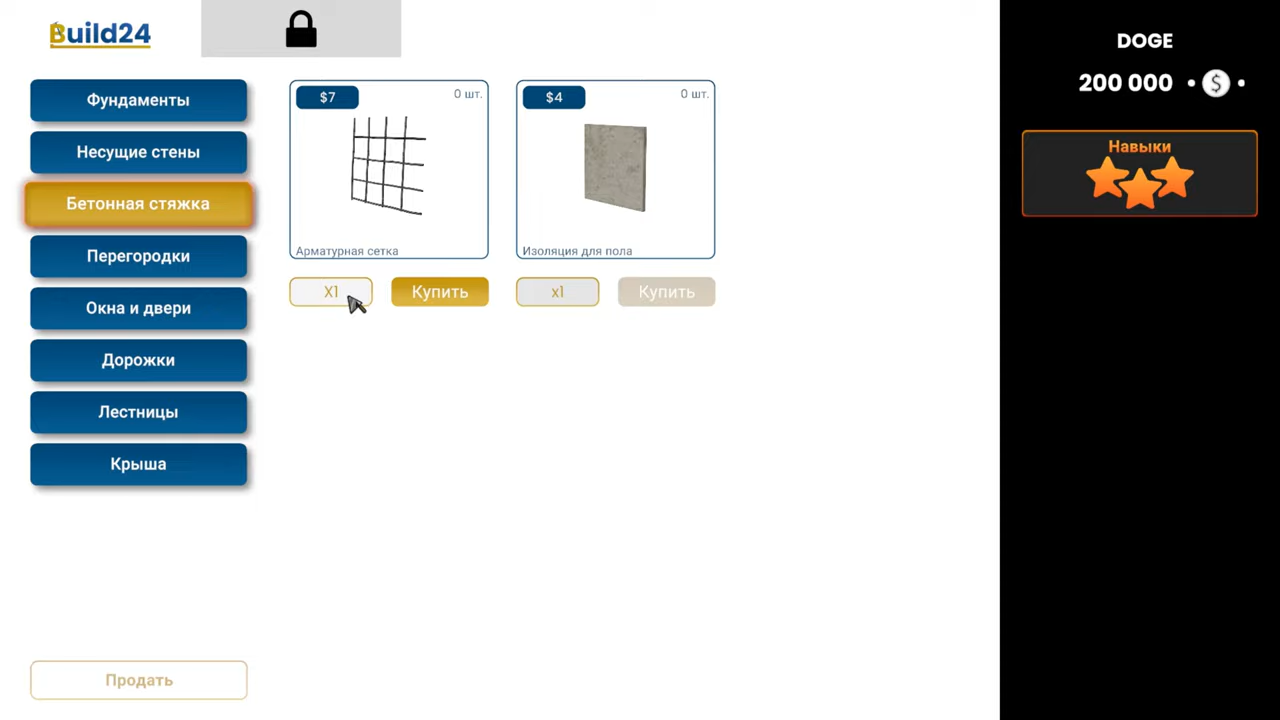 Build24
DOGE
200 000
$
Навыки
Фундаменты
Несущие стены
Бетонная стяжка
Перегородки
Окна и двери
Дорожки
Лестницы
Крыша
Продать
$7
0 шт.
Арматурная сетка
X1
Купить
$4
0 шт.
Изоляция для пола
x1
Купить